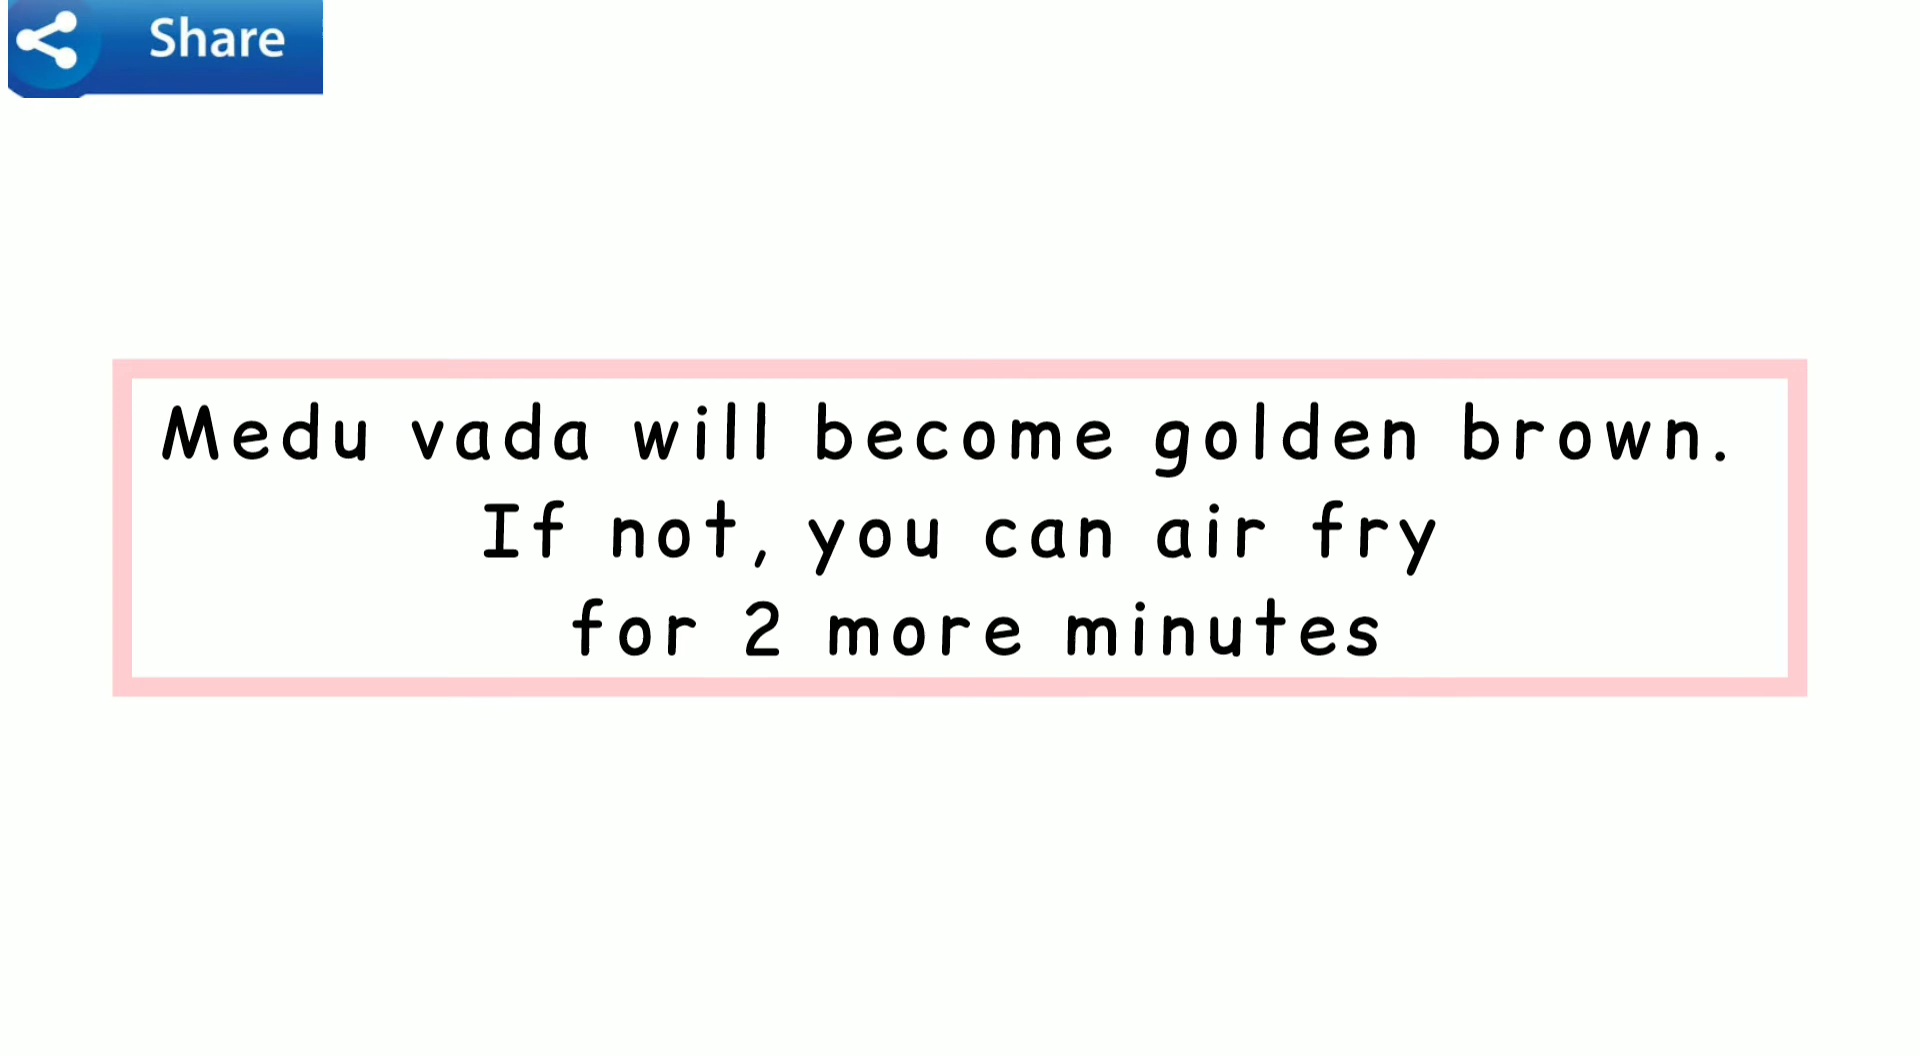 Share
Medu vada will become golden brown.
If not, you can air fry
for 2 more minutes